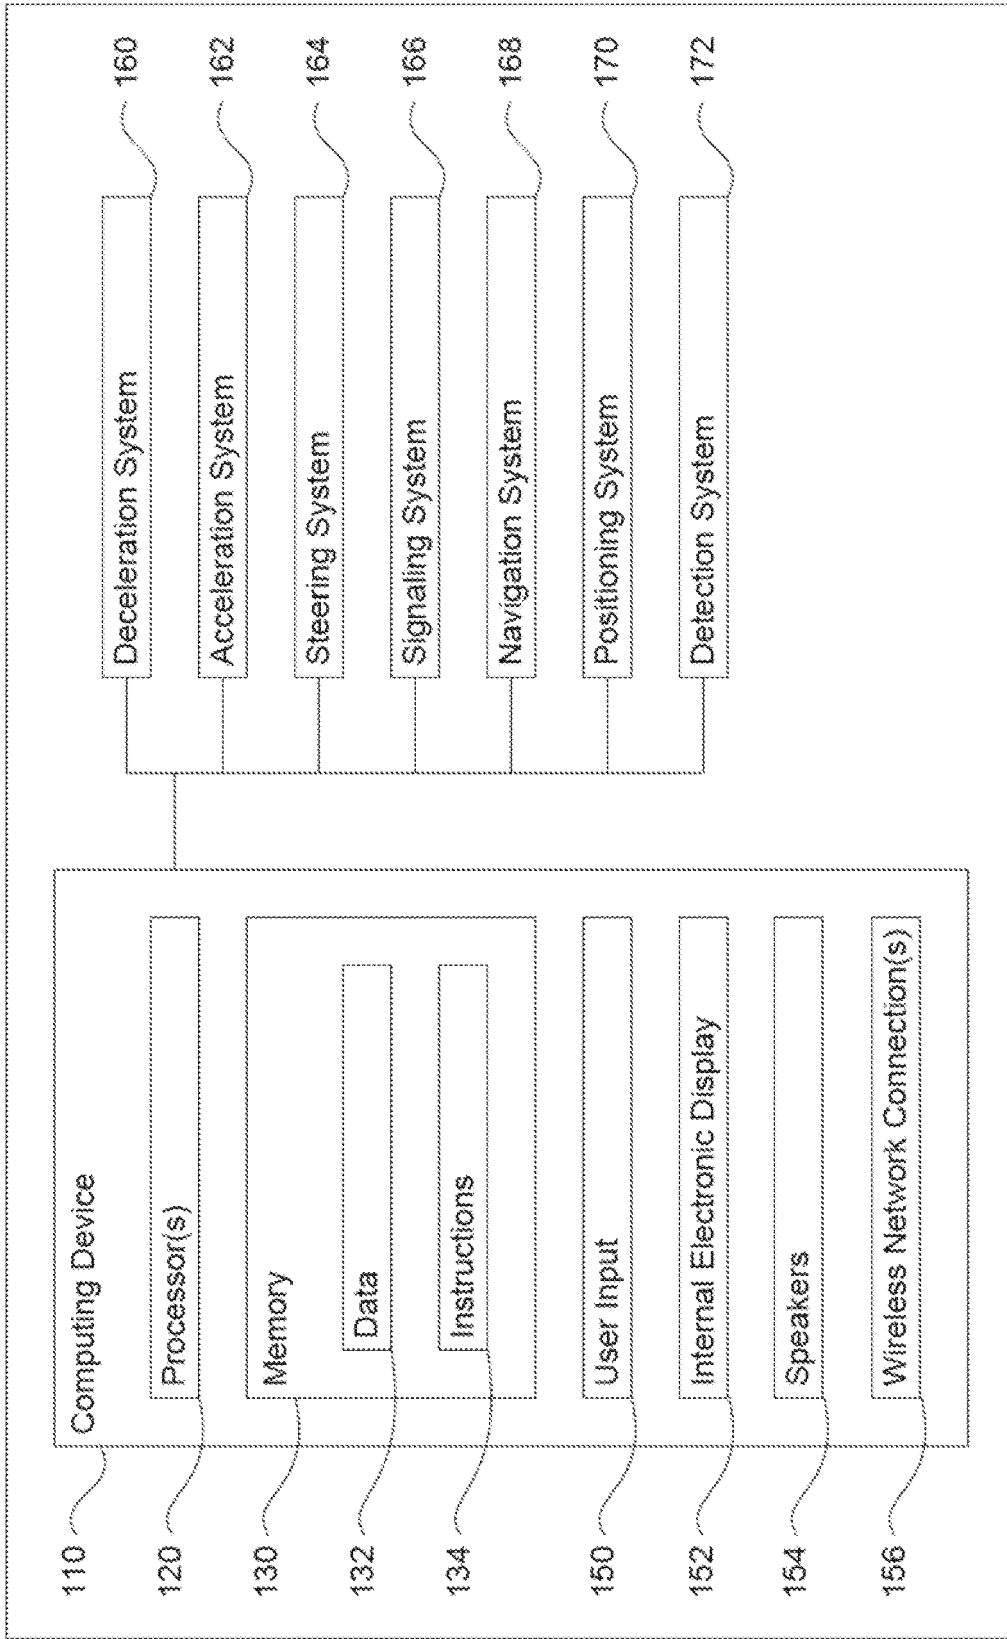 110 Computing Device
120 Processor(s)
130 Memory
132 Data
134 Instructions
150 User Input
152 Internal Electronic Display
154 Speakers
156 Wireless Network Connection(s)
Deceleration System 160
Acceleration System 162
Steering System 164
Signaling System 166
Navigation System 168
Positioning System 170
Detection System 172